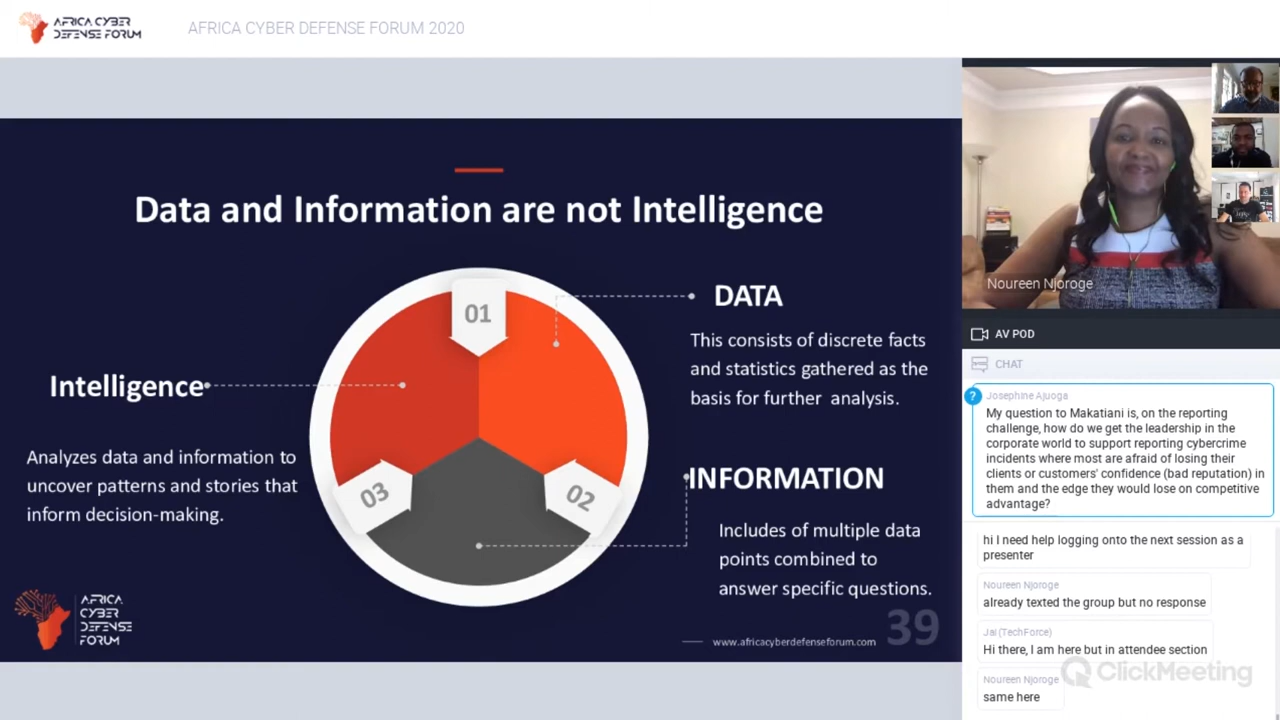 AFRICA CYBER
DEFENSE FORUM
AFRICA CYBER DEFENSE FORUM 2020
Data and Information are not Intelligence
01
DATA
This consists of discrete facts
and statistics gathered as the
basis for further analysis.
Intelligence
Analyzes data and information to
uncover patterns and stories that
inform decision-making.
03
02
INFORMATION
Includes of multiple data
points combined to
answer specific questions.
AFRICA
CYBER
DEFENSE
FORUM
www.africacyberdefenseforum.com
39
Noureen Njoroge
AV POD
CHAT
?
Josephine Ajuoga
My question to Makatiani is, on the reporting
challenge, how do we get the leadership in the
corporate world to support reporting cybercrime
incidents where most are afraid of losing their
clients or customers' confidence (bad reputation) in
them and the edge they would lose on competitive
advantage?
hi I need help logging onto the next session as a
presenter
Noureen Njoroge
already texted the group but no response
Jai (TechForce)
Hi there, I am here but in attendee section
Noureen Njoroge
same here
ClickMeeting